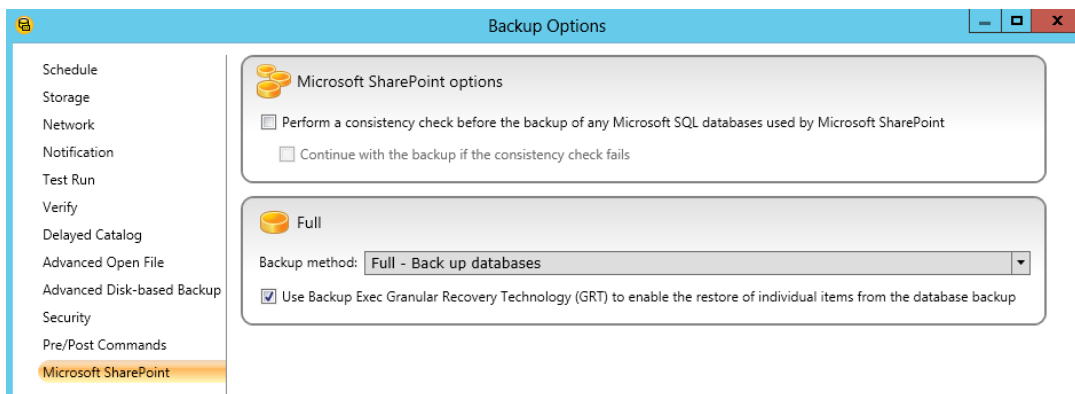 Backup Options
Schedule
Storage
Network
Notification
Test Run
Verify
Delayed Catalog
Advanced Open File
Advanced Disk-based Backup
Security
Pre/Post Commands
Microsoft SharePoint
Microsoft SharePoint options
Perform a consistency check before the backup of any Microsoft SQL databases used by Microsoft SharePoint
Continue with the backup if the consistency check fails
Full
Backup method: Full - Back up databases
Use Backup Exec Granular Recovery Technology (GRT) to enable the restore of individual items from the database backup